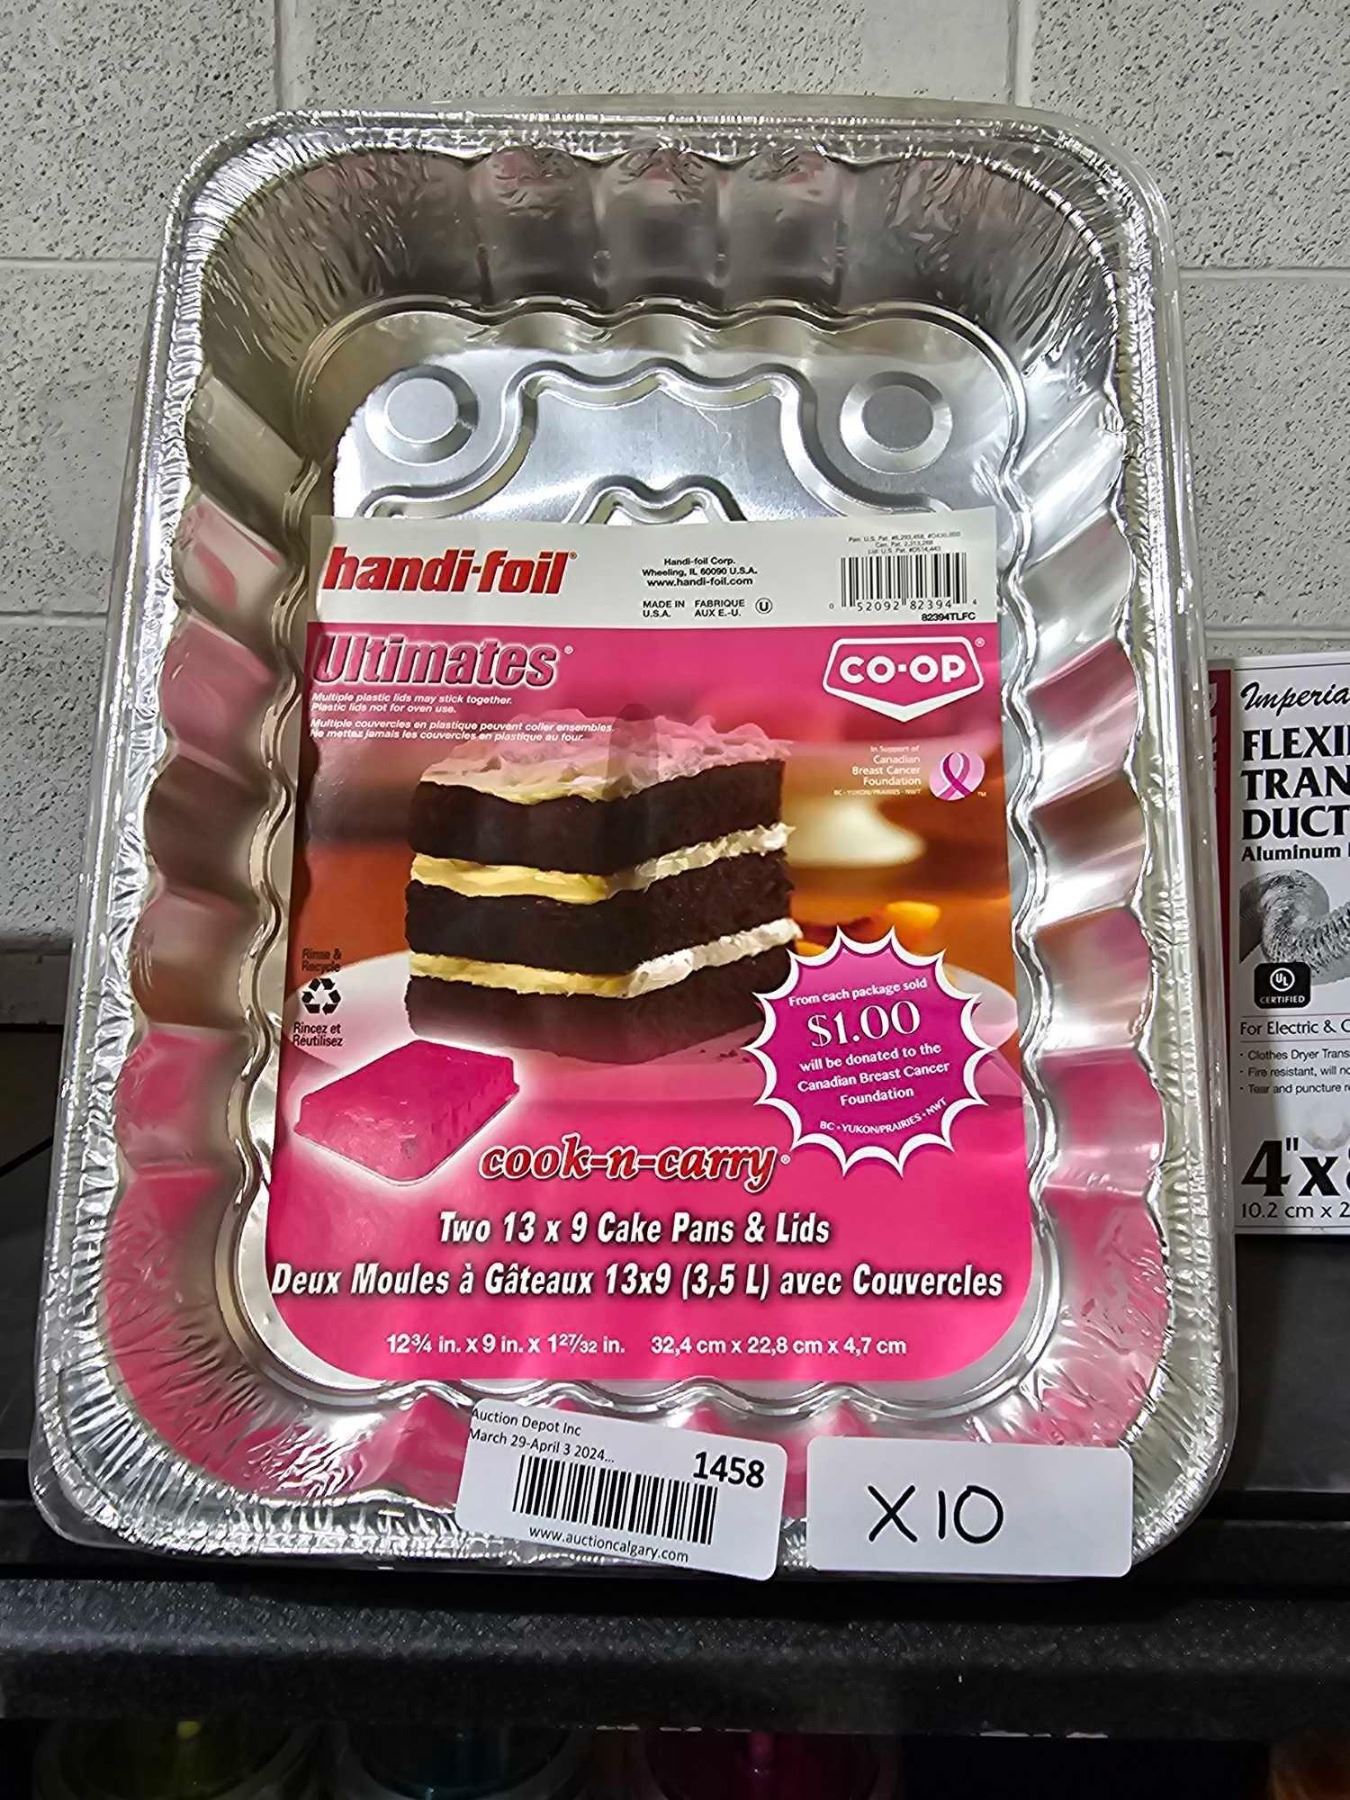 handi-foil®
Handi-foil Corp.
Wheeling, IL 60090 U.S.A.
www.handi-foil.com
MADE IN U.S.A.
FABRIQUE AUX E.-U.
U
0 52092 82394 4
82394TLFC
Ultimates®
Multiple plastic lids may stick together.
Plastic lids not for oven use.
Multiple couvercles en plastique peuvent coller ensembles.
Ne mettez jamais les couvercles en plastique au four.
CO-OP®
In Support of
Canadian
Breast Cancer
Foundation
BC - YUKON/PRAIRIES - NWT
Rinse &
Recycle
Rincez et
Réutilisez
From each package sold
$1.00
will be donated to the
Canadian Breast Cancer
Foundation
BC - YUKON/PRAIRIES - NWT
cook-n-carry®
Two 13 x 9 Cake Pans & Lids
Deux Moules à Gâteaux 13x9 (3,5 L) avec Couvercles
12¾ in. x 9 in. x 1 27/32 in. 32,4 cm x 22,8 cm x 4,7 cm
Auction Depot Inc
March 29-April 3 2024...
1458
www.auctioncalgary.com
X10
Imperia
FLEXI
TRAN
DUCT
Aluminum
UL
CERTIFIED
For Electric &
· Clothes Dryer Trans
· Fire resistant, will no
· Tear and puncture r
4"x
10.2 cm x 2